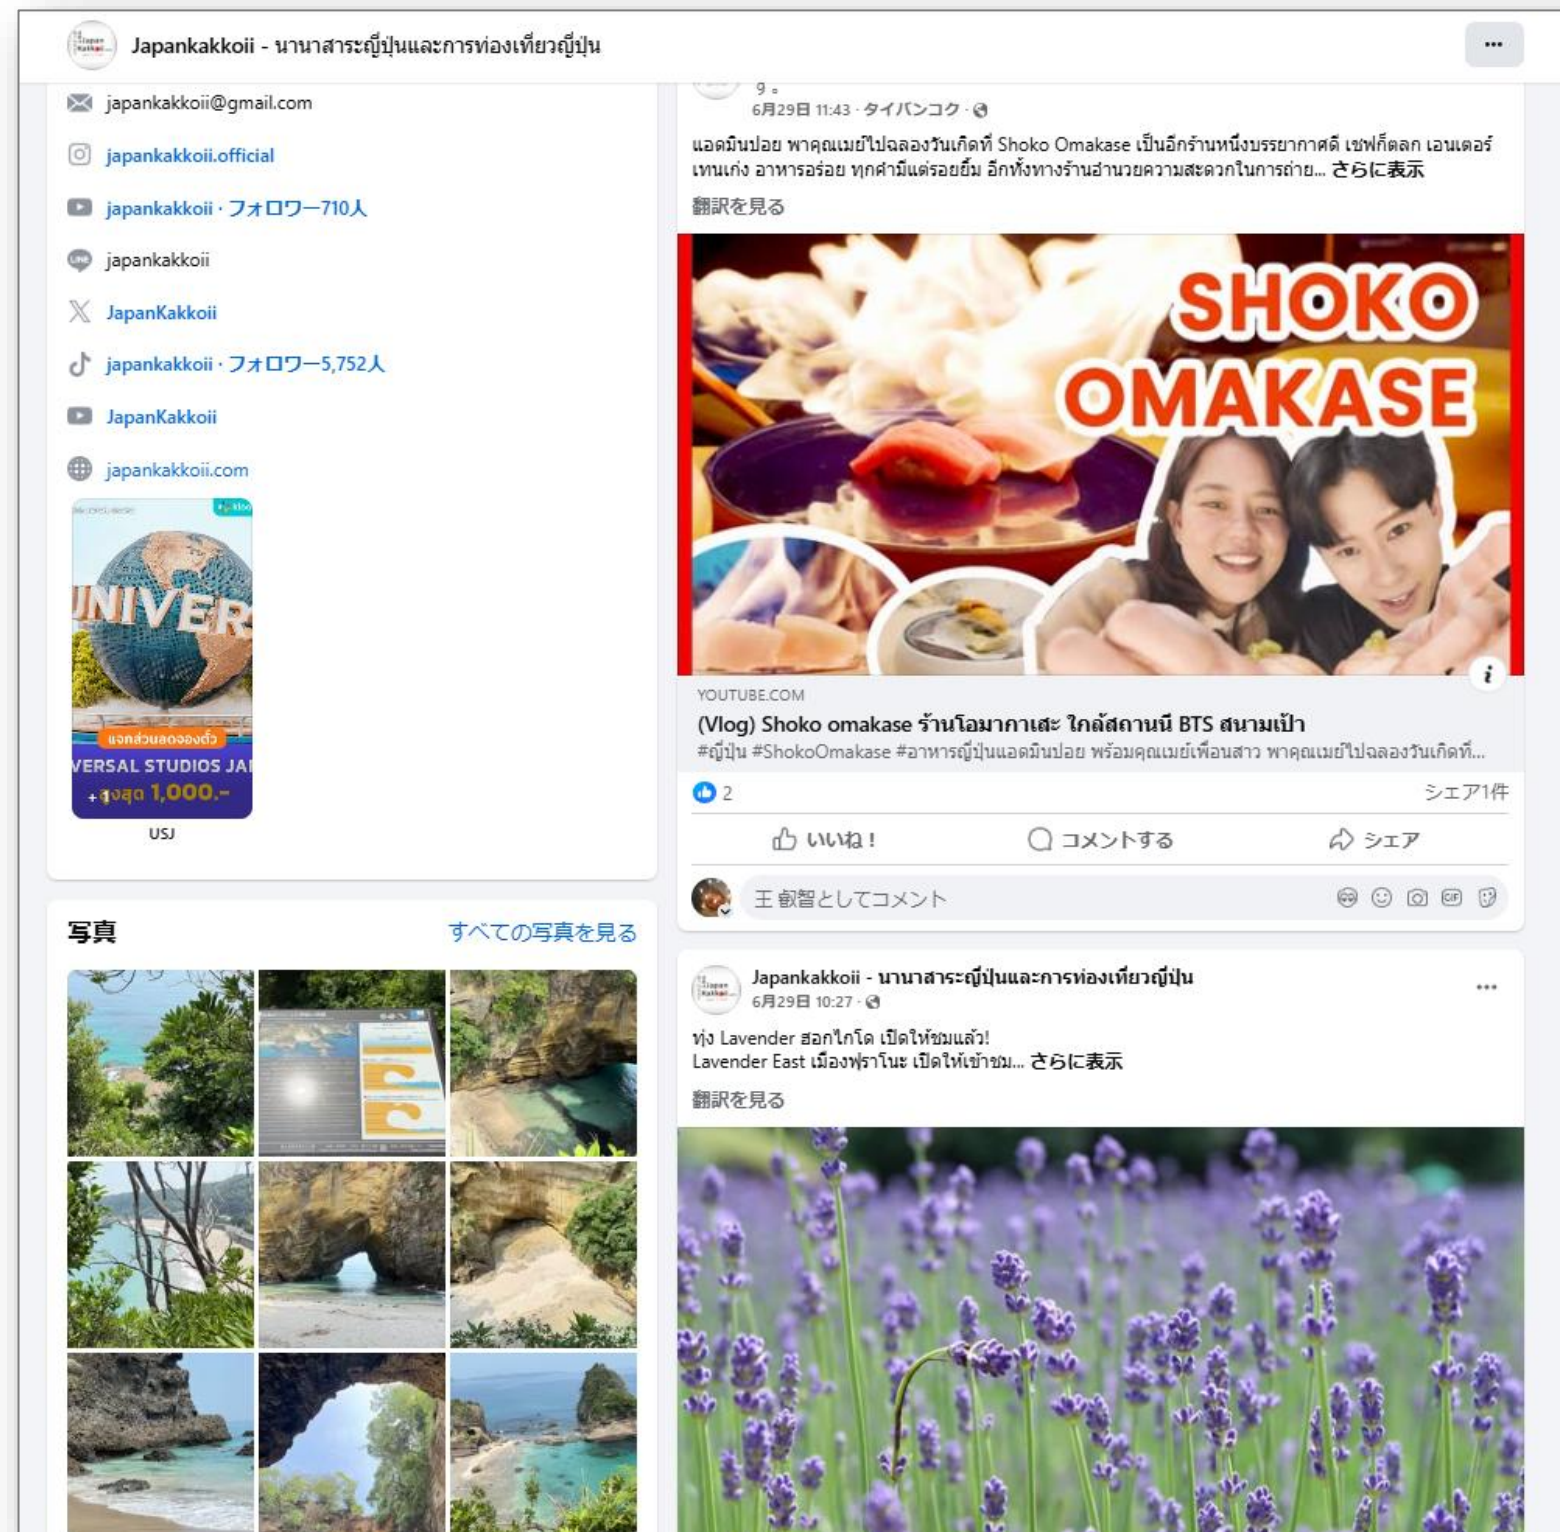 Japankakkoii - นานาสาระญี่ปุ่นและการท่องเที่ยวญี่ปุ่น
japankakkoii@gmail.com
japankakkoii.official
japankakkoii · フォロワー710人
japankakkoii
JapanKakkoii
japankakkoii · フォロワー5,752人
JapanKakkoii
japankakkoii.com
UNIVERS
แจกส่วนลดจองตั๋ว
VERSAL STUDIOS JAI
+1
สูงสุด 1,000.-
USJ
写真
すべての写真を見る
6月29日 11:43 · タイバンコク ·
แอดมินปอย พาคุณเมย์ไปฉลองวันเกิดที่ Shoko Omakase เป็นอีกร้านหนึ่งบรรยากาศดี เชฟก็ตลก เอนเตอร์
เทนเก่ง อาหารอร่อย ทุกคำมีแต่รอยยิ้ม อีกทั้งทางร้านอำนวยความสะดวกในการถ่าย... さらに表示
翻訳を見る
SHOKO
OMAKASE
YOUTUBE.COM
(Vlog) Shoko omakase ร้านโอมากาเสะ ใกล้สถานนี BTS สนามเป้า
#ญี่ปุ่น #ShokoOmakase #อาหารญี่ปุ่นแอดมินปอย พร้อมคุณเมย์เพื่อนสาว พาคุณเมย์ไปฉลองวันเกิดที่...
2
シェア1件
いいね！
コメントする
シェア
王 叡智としてコメント
Japankakkoii - นานาสาระญี่ปุ่นและการท่องเที่ยวญี่ปุ่น
6月29日 10:27 ·
ทุ่ง Lavender ฮอกไกโด เปิดให้ชมแล้ว!
Lavender East เมืองฟุราโนะ เปิดให้เข้าชม... さらに表示
翻訳を見る